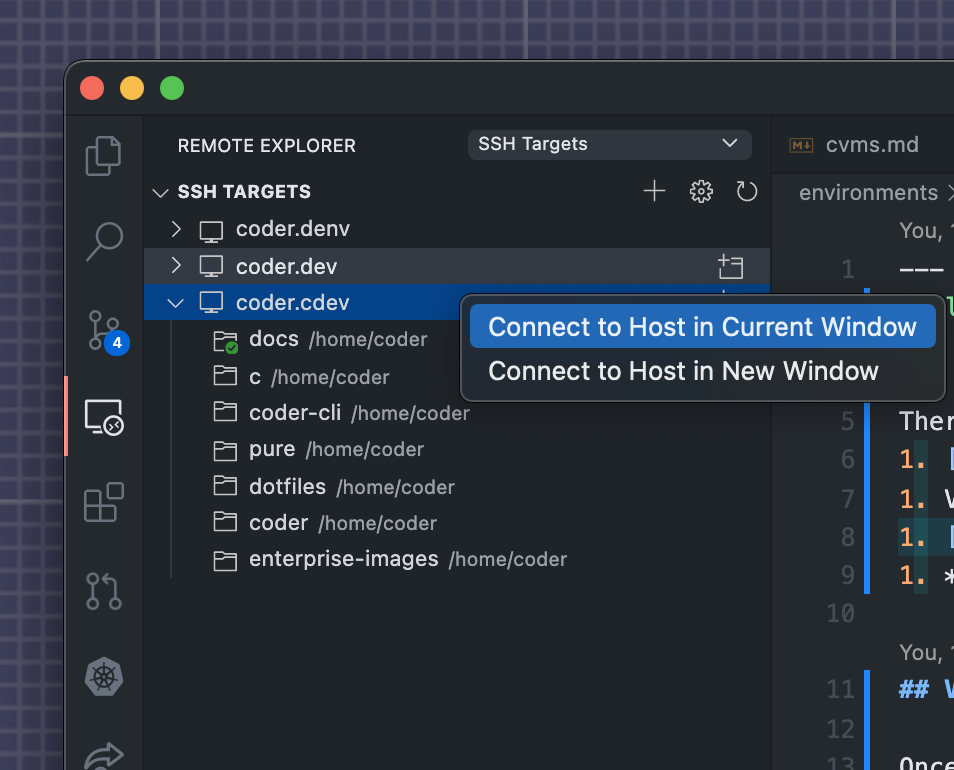 REMOTE EXPLORER
SSH Targets
SSH TARGETS
coder.denv
coder.dev
coder.cdev
docs /home/coder
c /home/coder
coder-cli /home/coder
pure /home/coder
dotfiles /home/coder
coder /home/coder
enterprise-images /home/coder
4
Connect to Host in Current Window
Connect to Host in New Window
M↓ cvms.md
environments
You,
1 ---
5 Ther
6 1. [
7 1.
8 1. [
9 1. *
10
You,
11 ##
12
13 Once